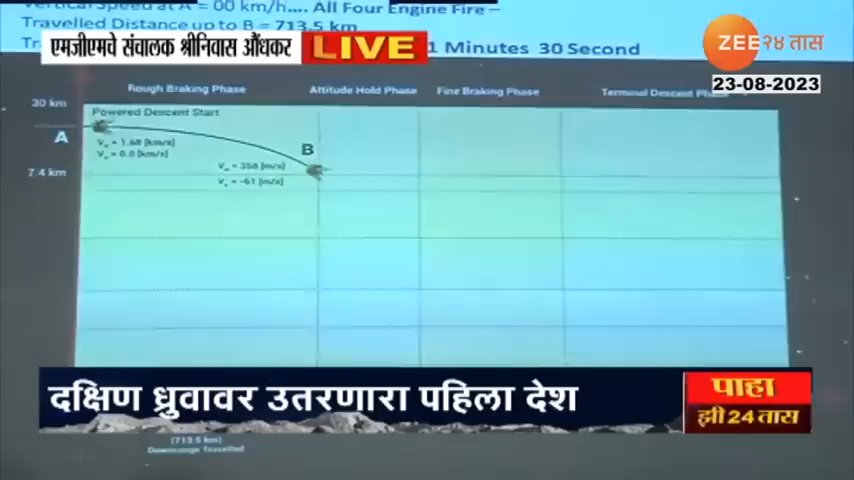 Vertical Speed at A = 00 km/h.... All Four Engine Fire –
Travelled Distance up to B = 713.5 km
1 Minutes 30 Second
एमजीएमचे संचालक श्रीनिवास औंधकर
LIVE
ZEE २४ तास
23-08-2023
Rough Braking Phase
Attitude Hold Phase
Fine Braking Phase
Terminal Descent Phase
30 km
Powered Descent Start
A
B
= 1.68 [km/s]
= 0.0 [km/s]
= 358 [m/s]
= -61 [m/s]
7.4 km
दक्षिण ध्रुवावर उतरणारा पहिला देश
पाहा
झी 24 तास
(713.5 km)
Downrange Travelled